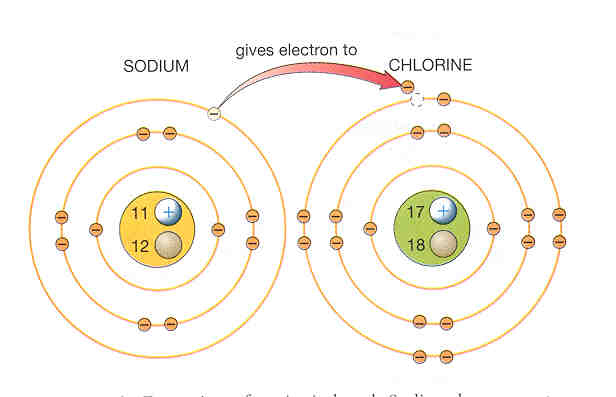 gives electron to
SODIUM
CHLORINE
11 +
12
17 +
18